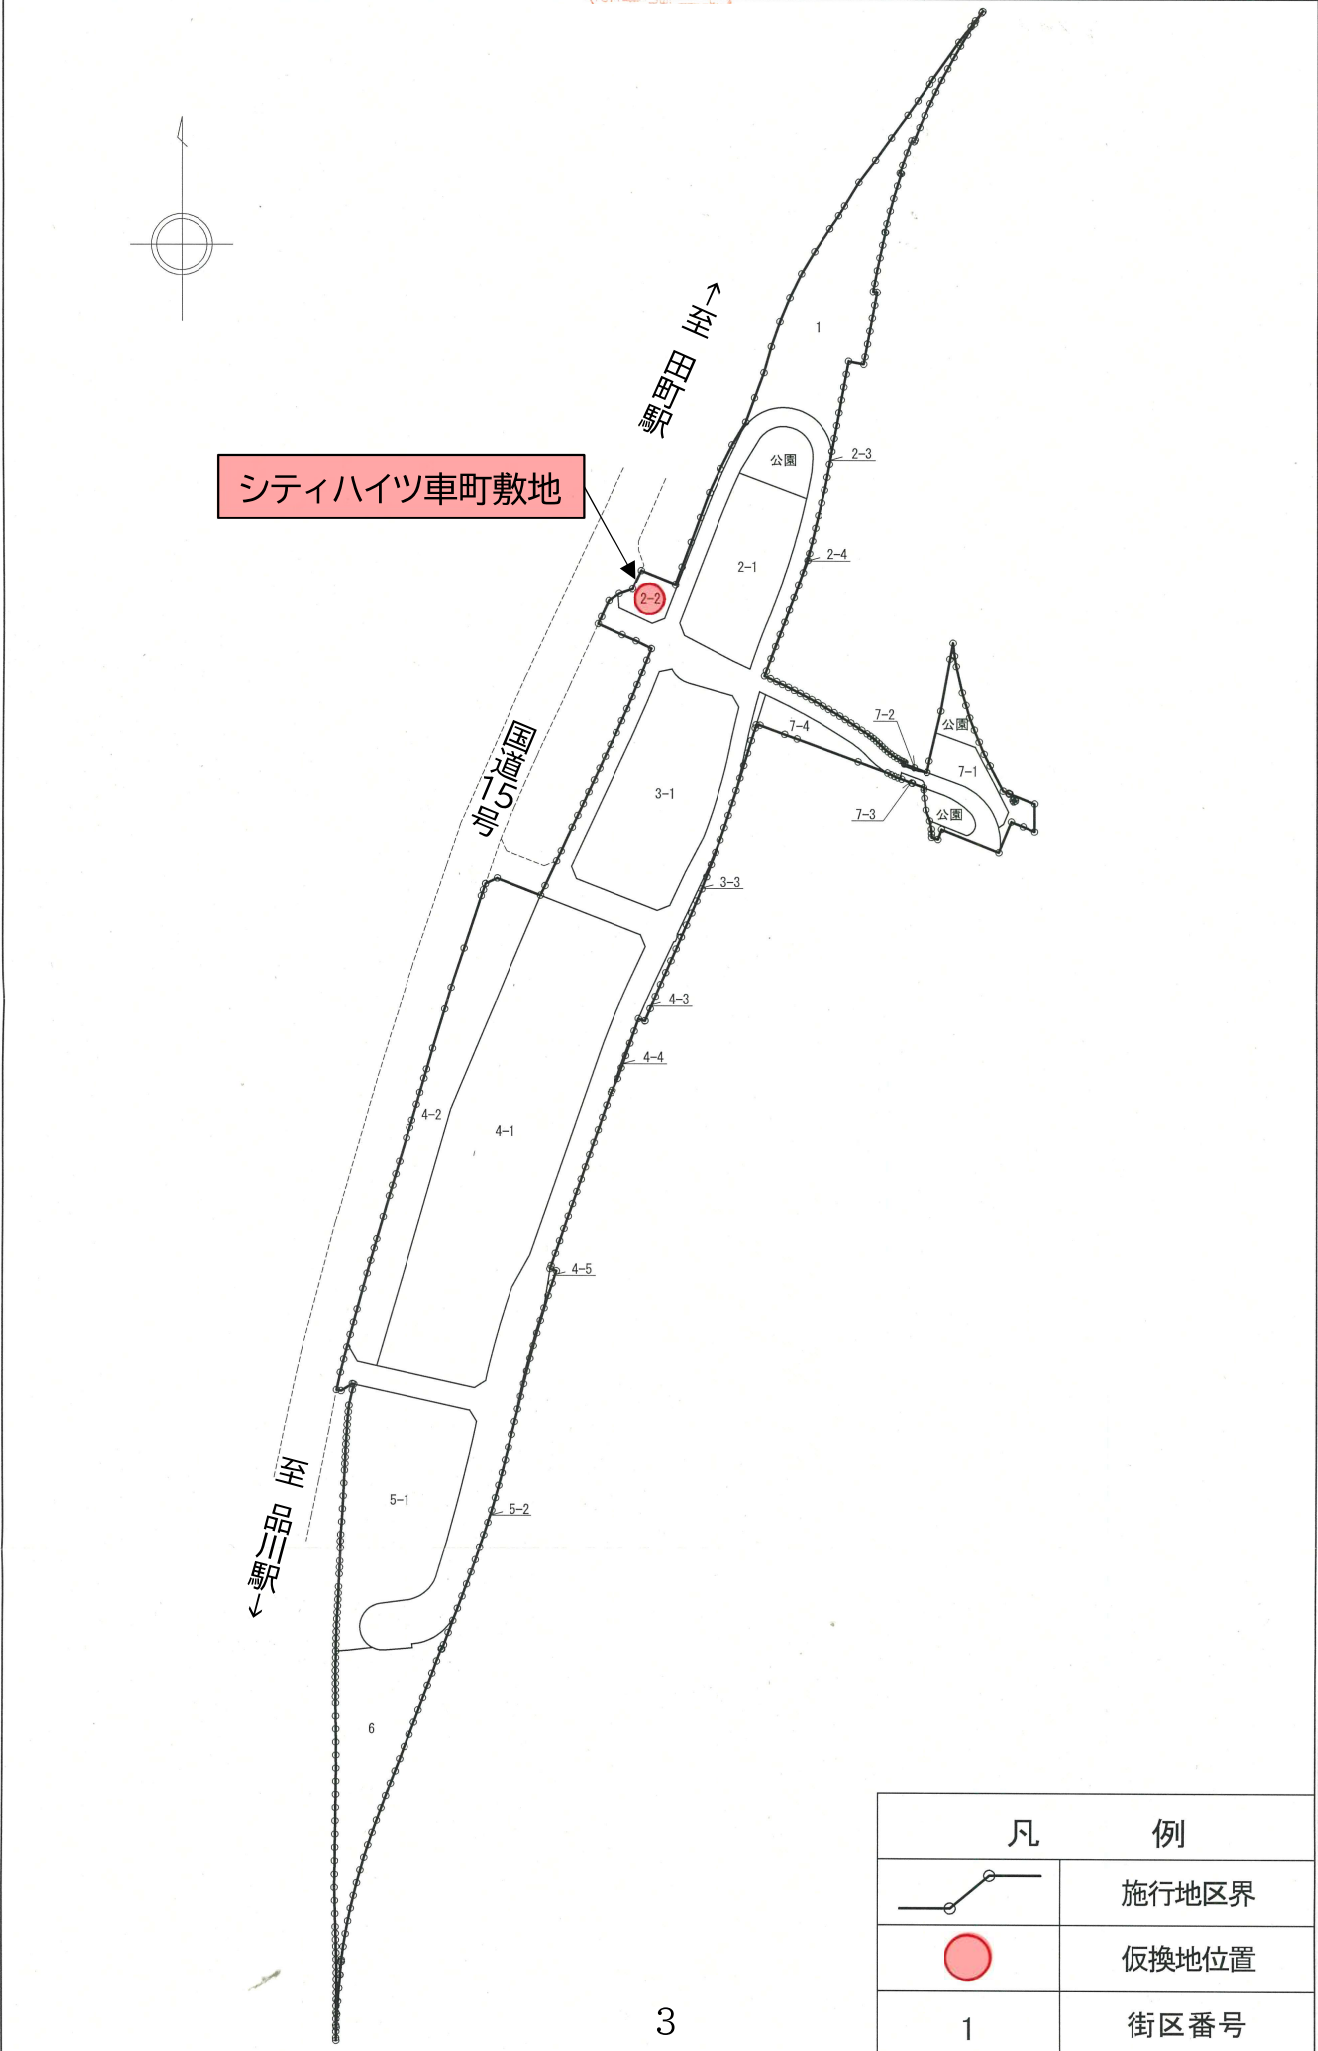 1
←至 田町駅
公園
2-3
シティハイツ車町敷地
2-4
2-1
2-2
7-2
公園
7-4
国道15号
7-1
3-1
7-3
公園
3-3
4-3
4-4
4-2
4-1
4-5
至 品川駅→
5-1
5-2
6
凡 例
施行地区界
仮換地位置
1
街区番号
3